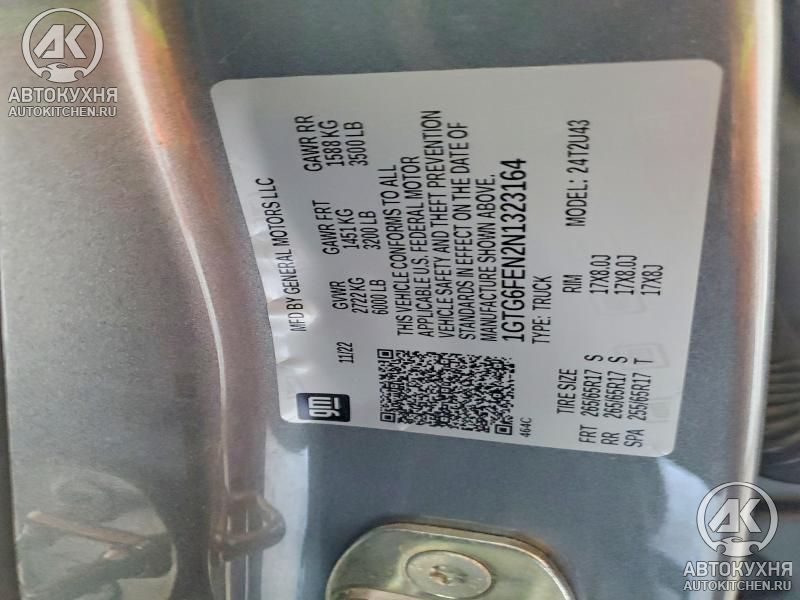 АВТОКУХНЯ
AUTOKITCHEN.RU
gm
MFD BY GENERAL MOTORS LLC
11/22 GVWR GAWR FRT GAWR RR
2722 KG 1451 KG 1588 KG
6000 LB 3200 LB 3500 LB
THIS VEHICLE CONFORMS TO ALL
APPLICABLE U.S. FEDERAL MOTOR
VEHICLE SAFETY AND THEFT PREVENTION
STANDARDS IN EFFECT ON THE DATE OF
MANUFACTURE SHOWN ABOVE.
1GTG6FEN2N1323164
464C TYPE: TRUCK MODEL: 24T2U43
TIRE SIZE RIM
FRT 265/65R17 S 17X8.0J
RR 265/65R17 S 17X8.0J
SPA 255/65R17 T 17X8J
АВТОКУХНЯ
AUTOKITCHEN.RU